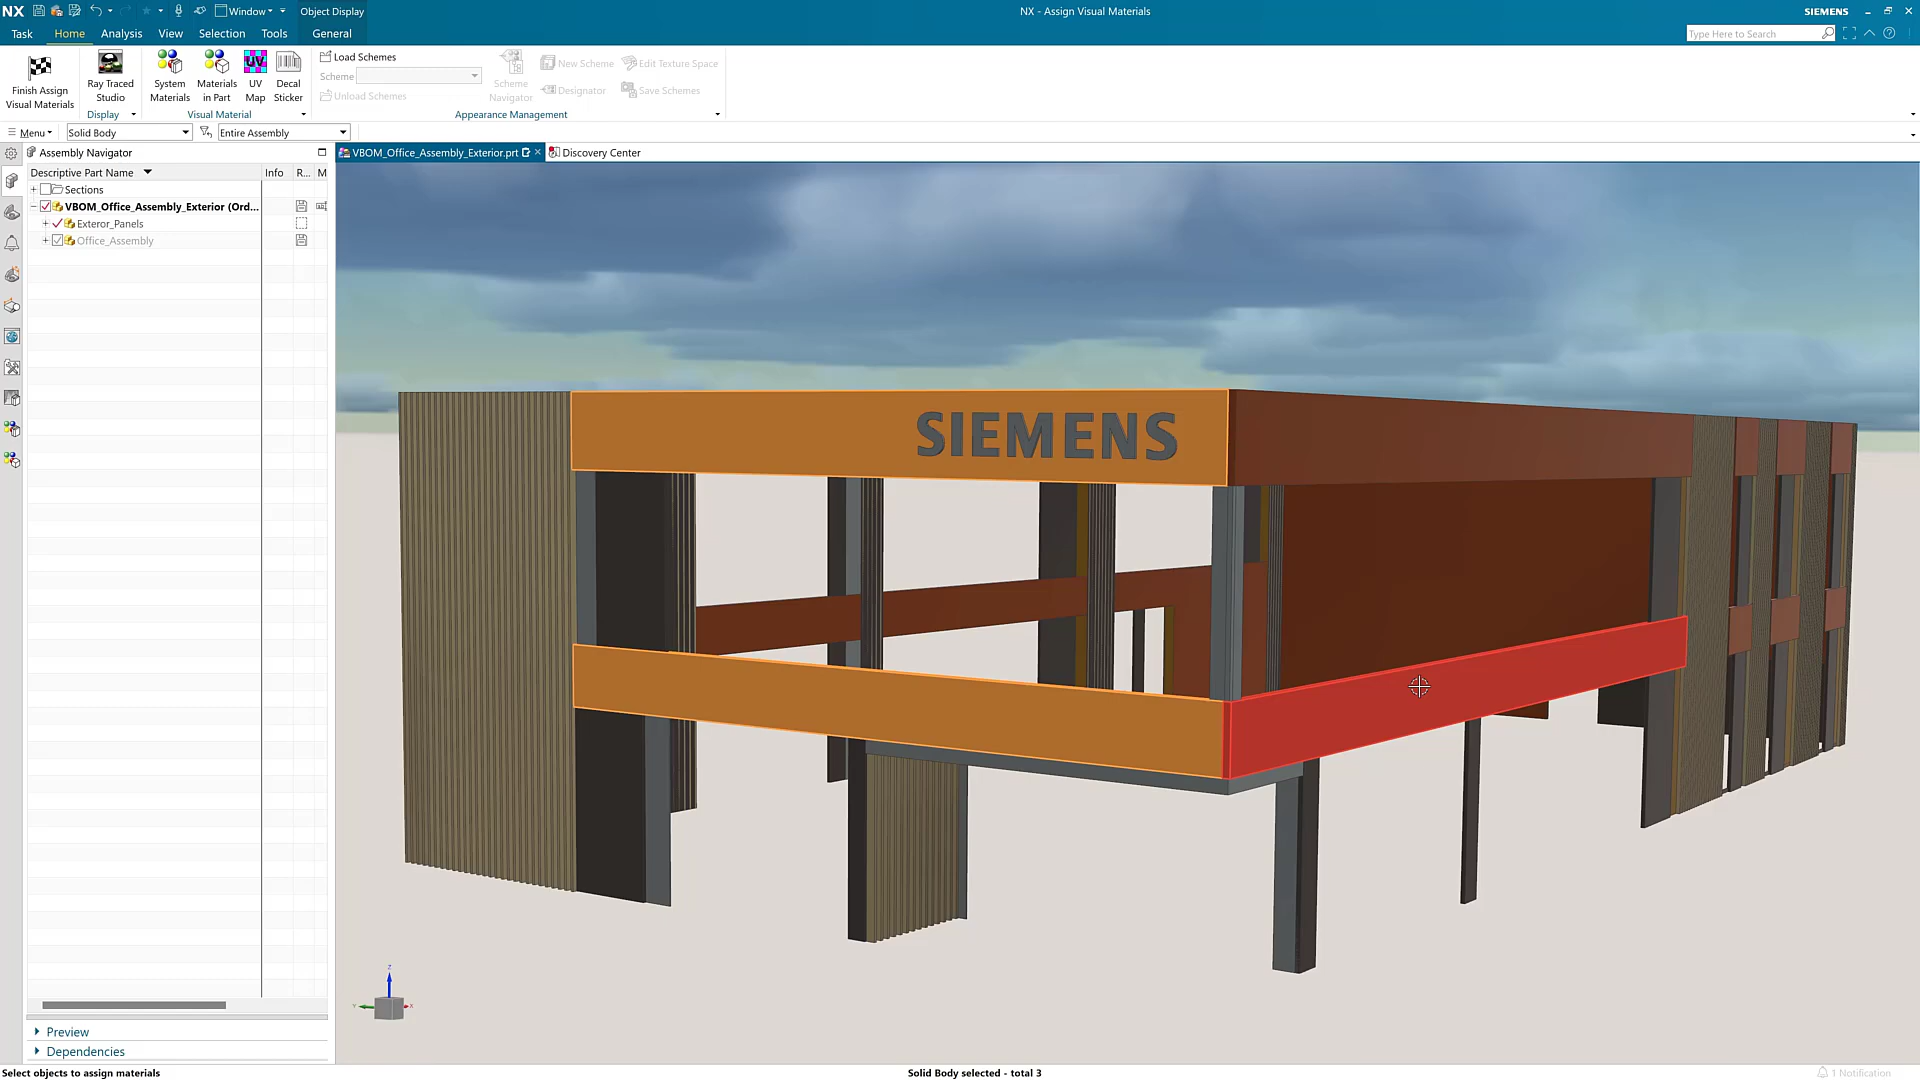 NX
Window
Object Display
NX - Assign Visual Materials
SIEMENS
Task
Home
Analysis
View
Selection
Tools
General
Type Here to Search
Finish Assign
Visual Materials
Ray Traced
Studio
Display
System
Materials
Materials
in Part
UV
UV
Map
Decal
Sticker
Visual Material
Load Schemes
Scheme
Unload Schemes
Scheme
Navigator
New Scheme
Designator
Edit Texture Space
Save Schemes
Appearance Management
Menu
Solid Body
Entire Assembly
Assembly Navigator
VBOM_Office_Assembly_Exterior.prt
Discovery Center
Descriptive Part Name
Info
R...
M
Sections
VBOM_Office_Assembly_Exterior (Ord...
Exteror_Panels
Office_Assembly
SIEMENS
Z
Y
X
Preview
Dependencies
Select objects to assign materials
Solid Body selected - total 3
1 Notification